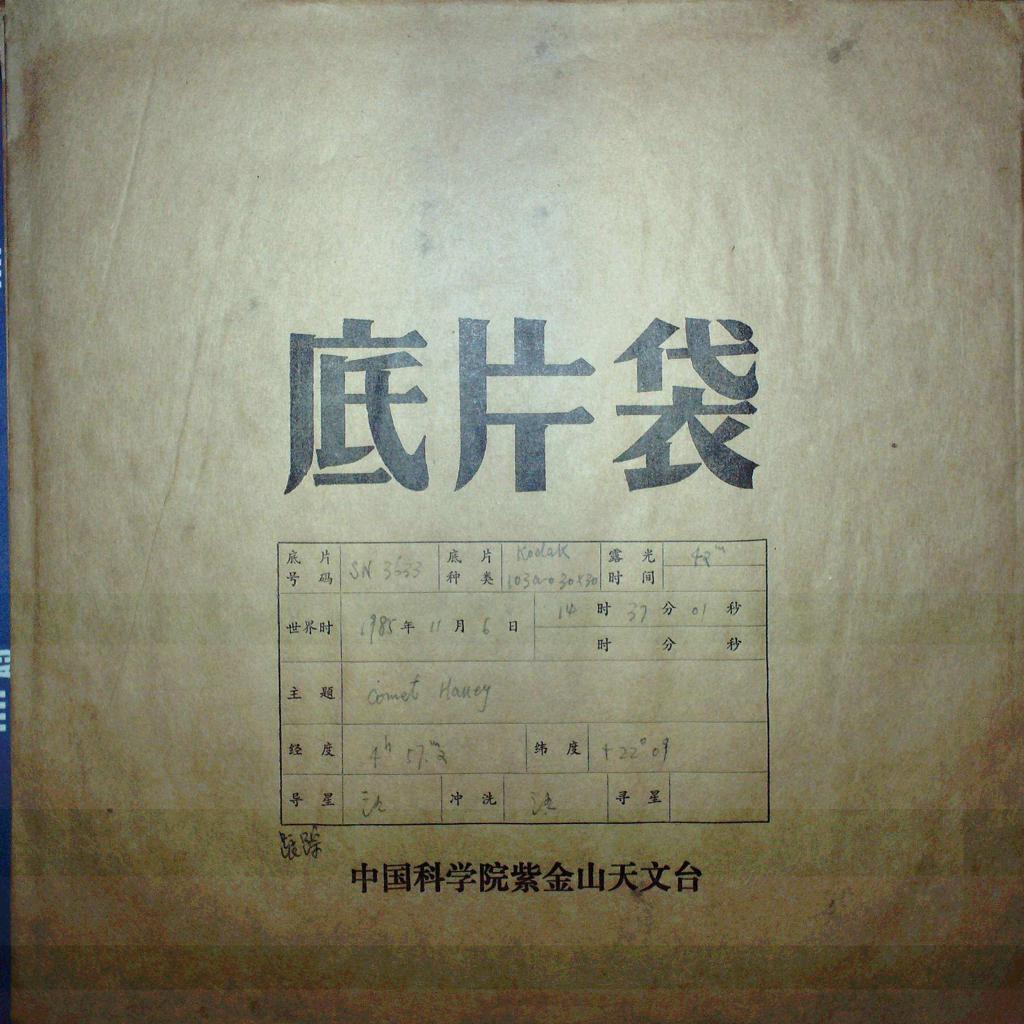 底片袋
底片号码 SN 3633 底片种类 Kodak 103a-0 30×30 露光时间 42m
世界时 1985年 11月 6日 14时 37分 01秒
时 分 秒
主题 Comet Halley
经度 4h 57.m2 纬度 +22° 09
导星 冲洗 寻星
跟踪
中国科学院紫金山天文台